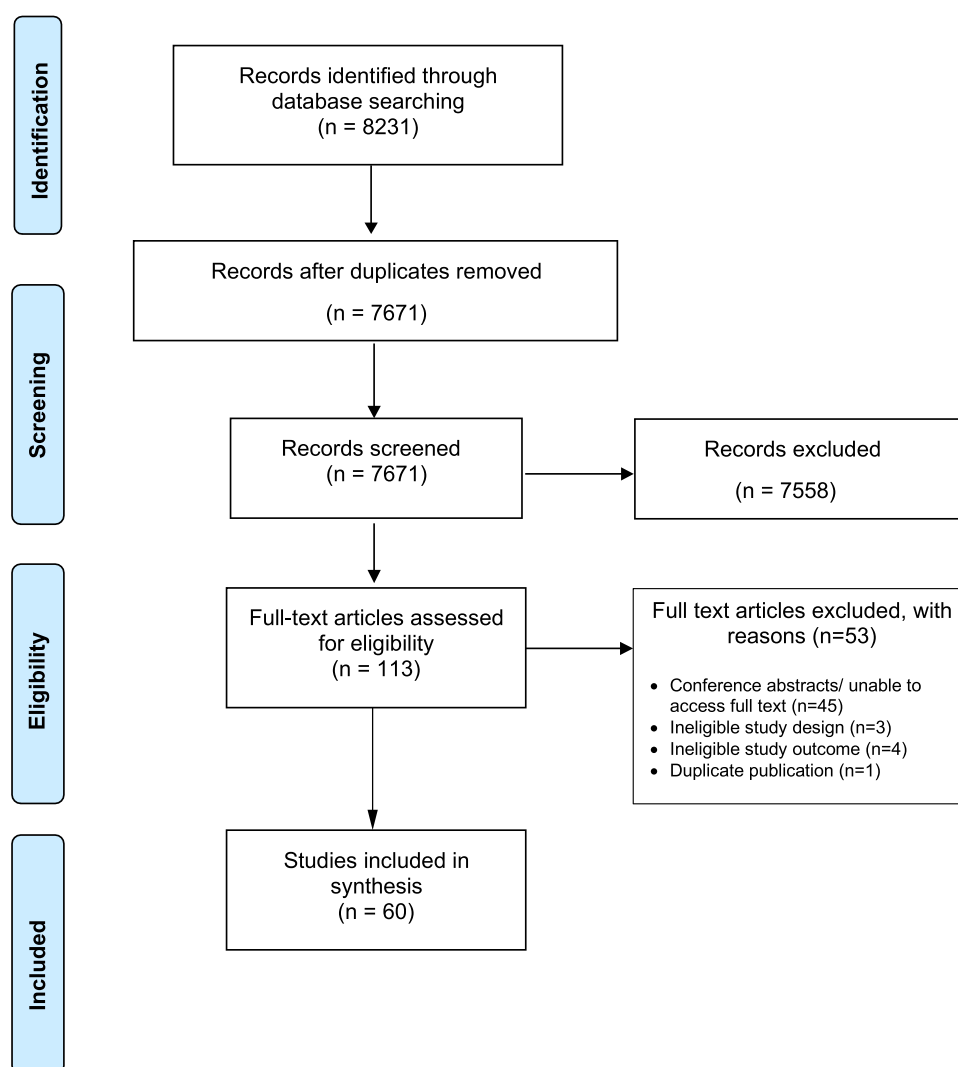 Identification
Records identified through
database searching
(n = 8231)
Records after duplicates removed
(n = 7671)
Screening
Records screened
(n = 7671)
Records excluded
(n = 7558)
Eligibility
Full-text articles assessed
for eligibility
(n = 113)
Full text articles excluded, with
reasons (n=53)
• Conference abstracts/ unable to
access full text (n=45)
• Ineligible study design (n=3)
• Ineligible study outcome (n=4)
• Duplicate publication (n=1)
Included
Studies included in
synthesis
(n = 60)